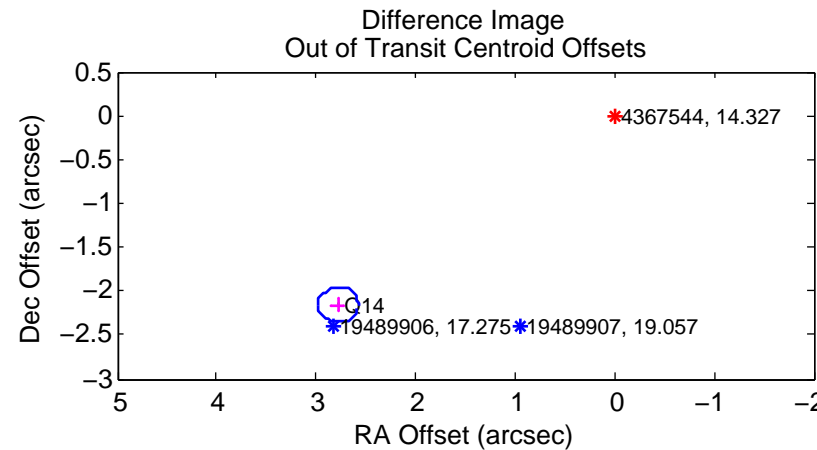 Difference Image
Out of Transit Centroid Offsets
0.5
0
−0.5
−1
−1.5
−2
−2.5
−3
Dec Offset (arcsec)
4367544, 14.327
Q14
19489906, 17.275
19489907, 19.057
5 4 3 2 1 0 −1 −2
RA Offset (arcsec)